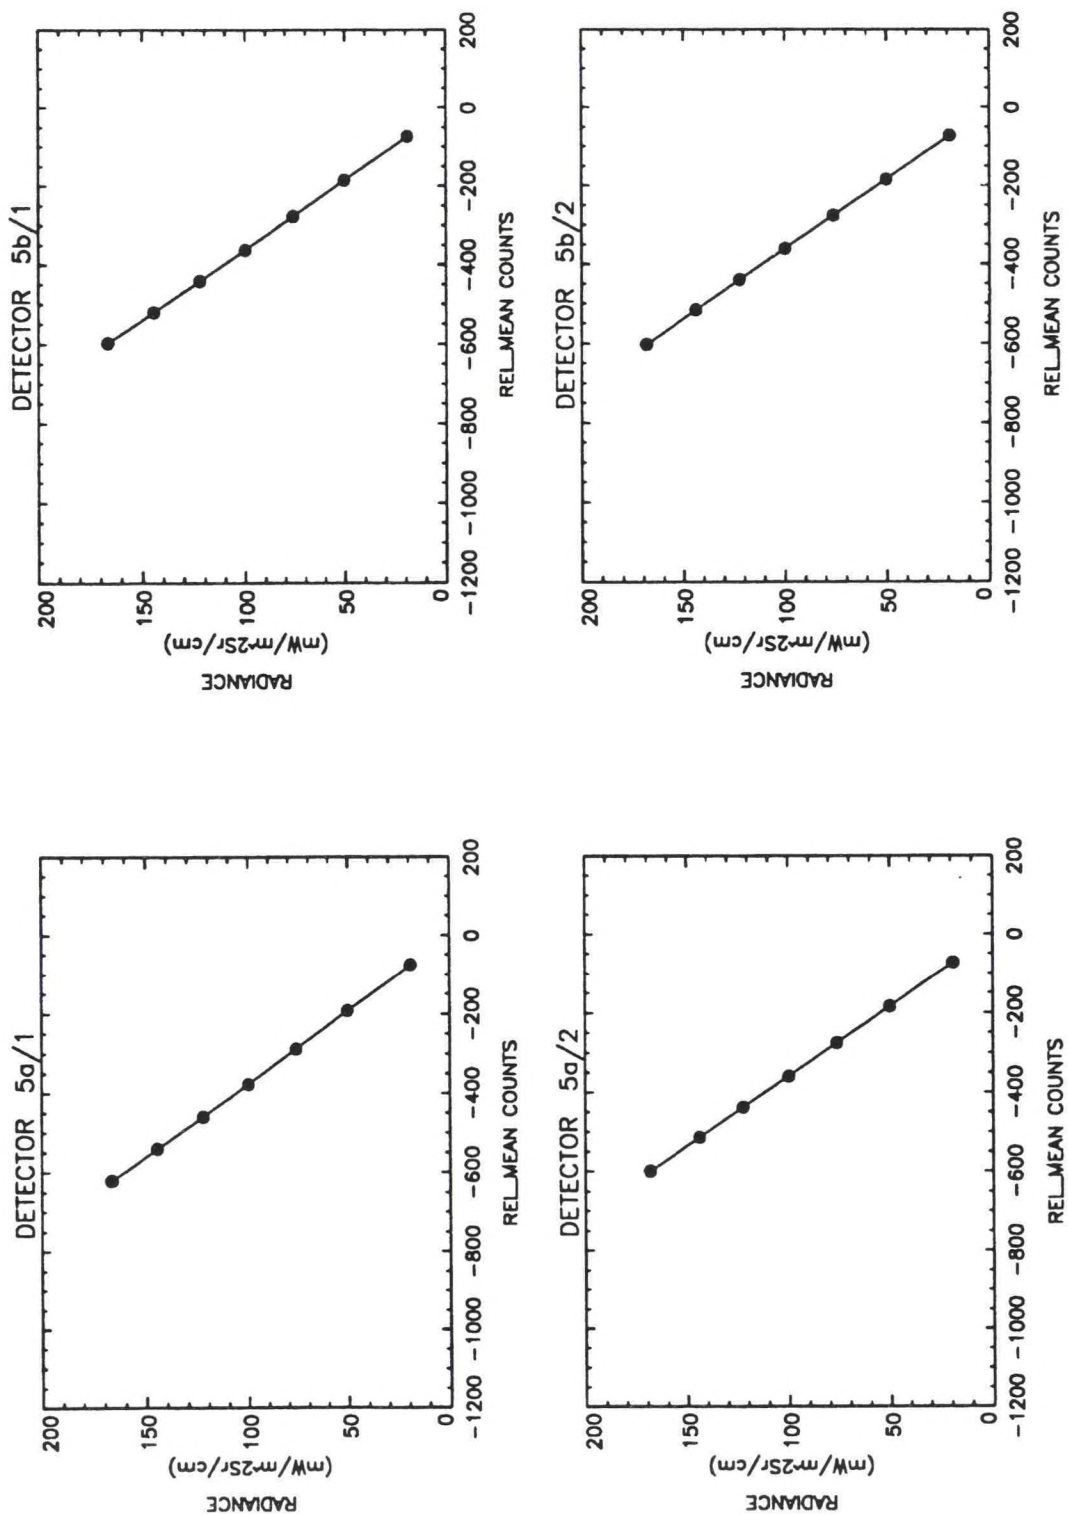 DETECTOR 5a/1
200
150
100
50
0
RADIANCE
(mW/m^2Sr/cm)
-1200 -1000 -800 -600 -400 -200 0 200
REL_MEAN COUNTS
DETECTOR 5b/1
200
150
100
50
0
RADIANCE
(mW/m^2Sr/cm)
-1200 -1000 -800 -600 -400 -200 0 200
REL_MEAN COUNTS
DETECTOR 5a/2
200
150
100
50
0
RADIANCE
(mW/m^2Sr/cm)
-1200 -1000 -800 -600 -400 -200 0 200
REL_MEAN COUNTS
DETECTOR 5b/2
200
150
100
50
0
RADIANCE
(mW/m^2Sr/cm)
-1200 -1000 -800 -600 -400 -200 0 200
REL_MEAN COUNTS